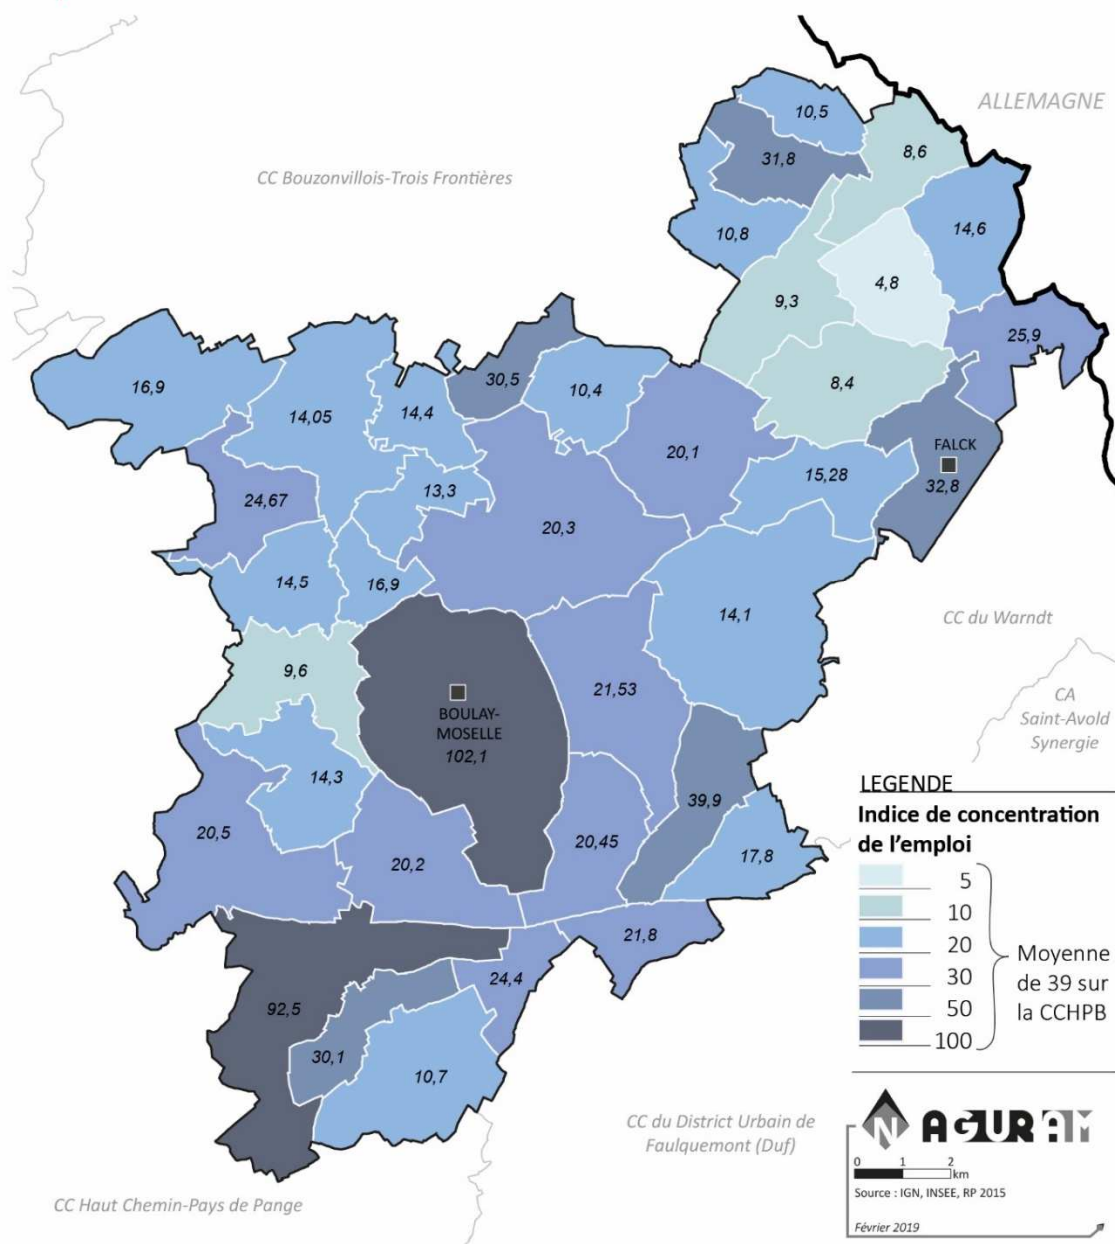 ALLEMAGNE
10,5
8,6
31,8
CC Bouzonvillois-Trois Frontières
10,8
14,6
4,8
9,3
25,9
30,5
16,9
8,4
10,4
14,05
14,4
FALCK
20,1
15,28
32,8
13,3
24,67
20,3
14,5
16,9
14,1
CC du Warndt
9,6
21,53
CA
Saint-Avold
Synergie
BOULAY-
MOSELLE
102,1
14,3
39,9
20,5
20,45
17,8
20,2
21,8
24,4
92,5
30,1
10,7
LEGENDE
Indice de concentration
de l’emploi
5
10
20
30
50
100
Moyenne
de 39 sur
la CCHPB
CC du District Urbain de
Faulquemont (Duf)
CC Haut Chemin-Pays de Pange
N
AGURAM
0 1 2
km
Source : IGN, INSEE, RP 2015
Février 2019